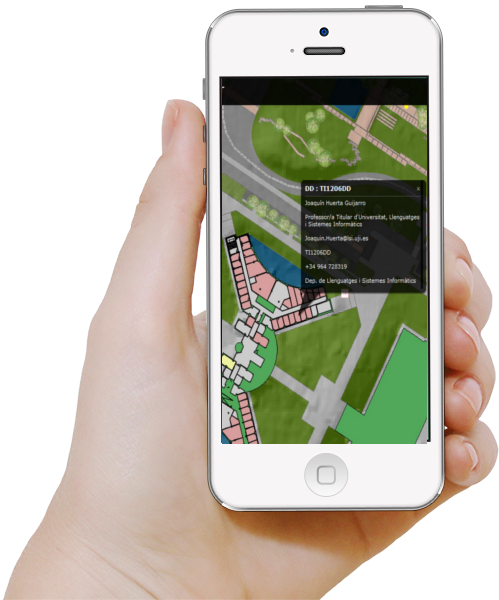 DD : TI1206DD
Joaquín Huerta Guijarro
Professor/a Titular d'Universitat, Llenguatges
i Sistemes Informàtics
Joaquin.Huerta@lsi.uji.es
TI1206DD
+34 964 728319
Dep. de Llenguatges i Sistemes Informàtics